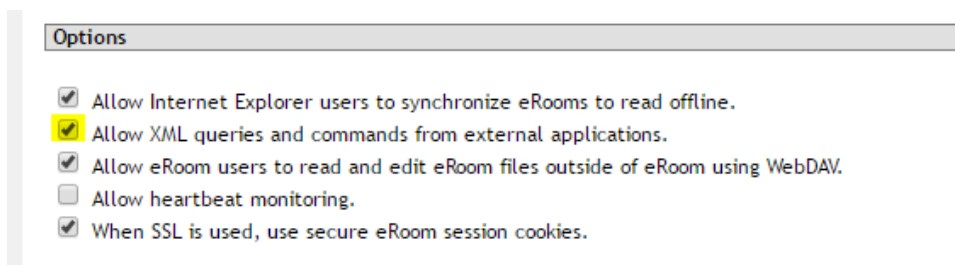 Options
Allow Internet Explorer users to synchronize eRooms to read offline.
Allow XML queries and commands from external applications.
Allow eRoom users to read and edit eRoom files outside of eRoom using WebDAV.
Allow heartbeat monitoring.
When SSL is used, use secure eRoom session cookies.